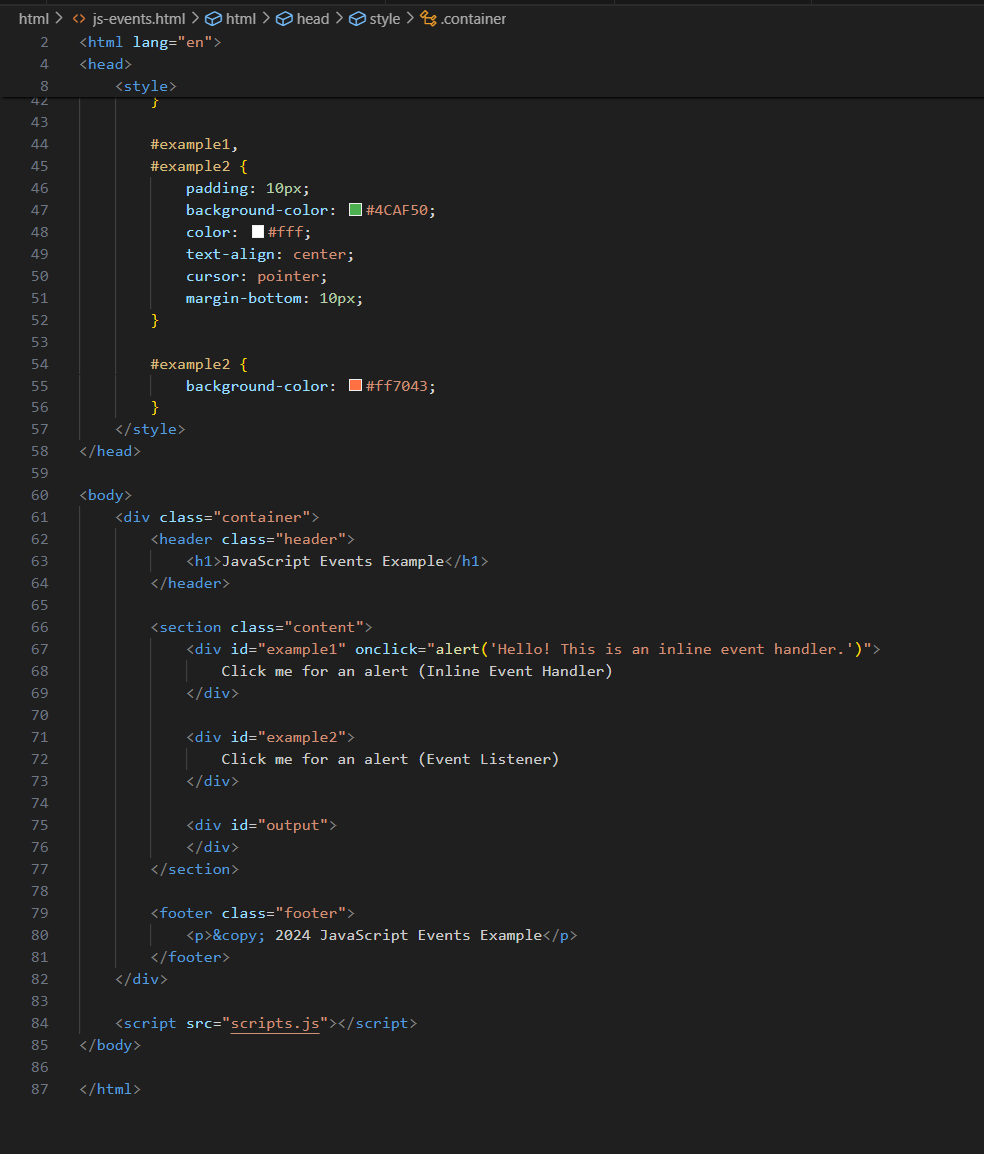 html > js-events.html > html > head > style > .container
2 <html lang="en">
4 <head>
8 <style>
42 }
43
44 #example1,
45 #example2 {
46 padding: 10px;
47 background-color: #4CAF50;
48 color: #fff;
49 text-align: center;
50 cursor: pointer;
51 margin-bottom: 10px;
52 }
53
54 #example2 {
55 background-color: #ff7043;
56 }
57 </style>
58 </head>
59
60 <body>
61 <div class="container">
62 <header class="header">
63 <h1>JavaScript Events Example</h1>
64 </header>
65
66 <section class="content">
67 <div id="example1" onclick="alert('Hello! This is an inline event handler.')">
68 Click me for an alert (Inline Event Handler)
69 </div>
70
71 <div id="example2">
72 Click me for an alert (Event Listener)
73 </div>
74
75 <div id="output">
76 </div>
77 </section>
78
79 <footer class="footer">
80 <p>&copy; 2024 JavaScript Events Example</p>
81 </footer>
82 </div>
83
84 <script src="scripts.js"></script>
85 </body>
86
87 </html>